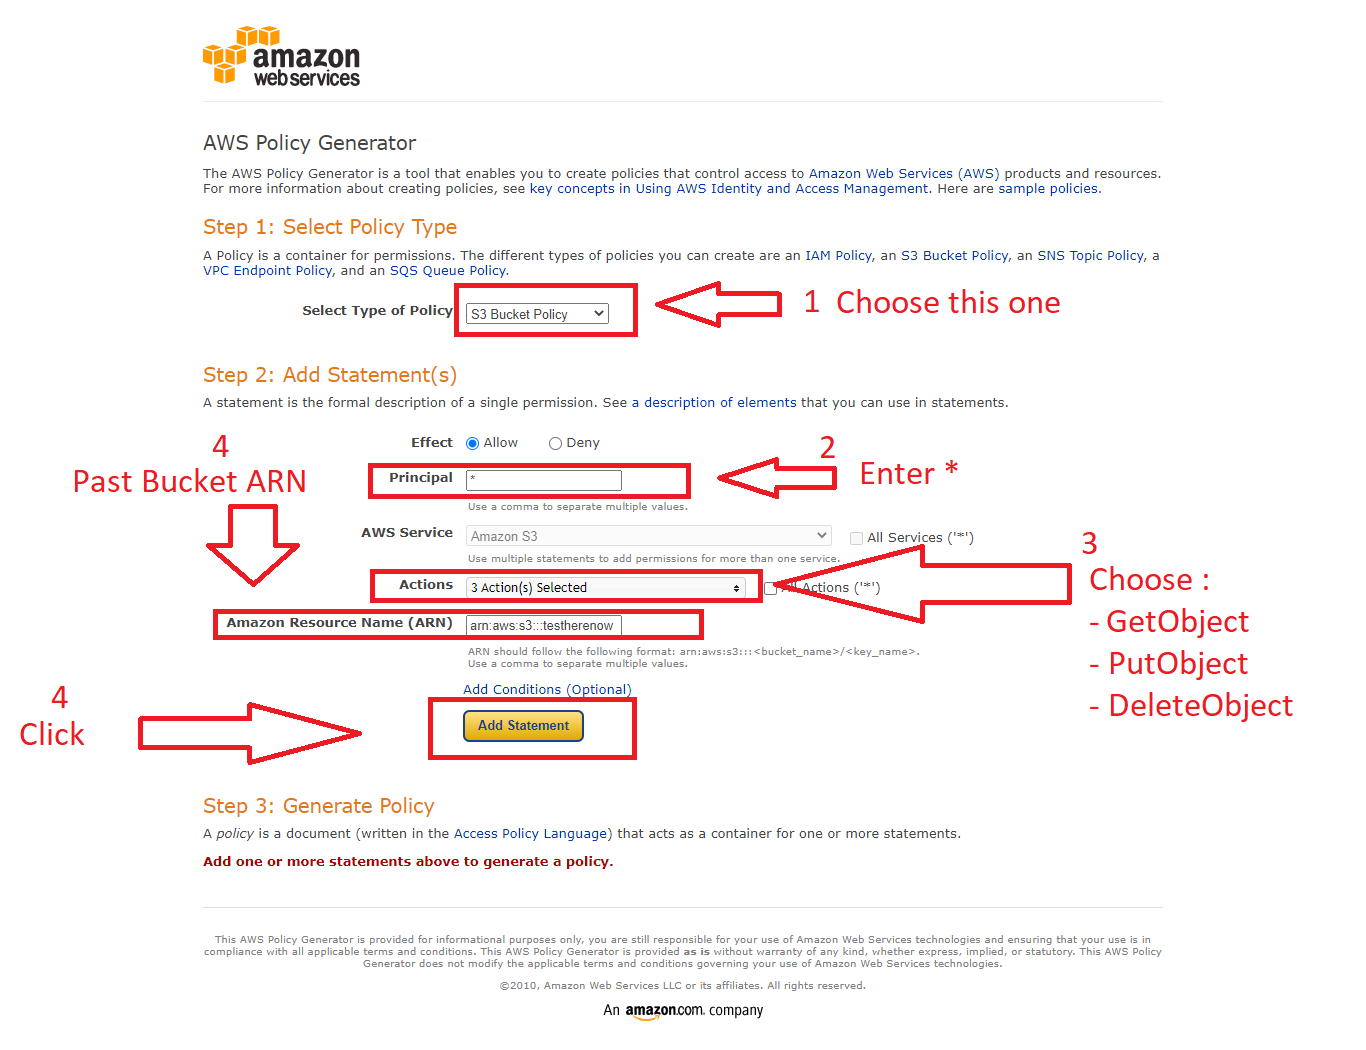 amazon
web services
AWS Policy Generator
The AWS Policy Generator is a tool that enables you to create policies that control access to Amazon Web Services (AWS) products and resources.
For more information about creating policies, see key concepts in Using AWS Identity and Access Management. Here are sample policies.
Step 1: Select Policy Type
A Policy is a container for permissions. The different types of policies you can create are an IAM Policy, an S3 Bucket Policy, an SNS Topic Policy, a
VPC Endpoint Policy, and an SQS Queue Policy.
Select Type of Policy S3 Bucket Policy
1 Choose this one
Step 2: Add Statement(s)
A statement is the formal description of a single permission. See a description of elements that you can use in statements.
Effect Allow Deny
4
Past Bucket ARN
Principal *
2
Enter *
Use a comma to separate multiple values.
AWS Service Amazon S3 All Services ('*')
Use multiple statements to add permissions for more than one service.
Actions 3 Action(s) Selected All Actions ('*')
3
Choose :
- GetObject
- PutObject
- DeleteObject
Amazon Resource Name (ARN) arn:aws:s3:::testherenow
ARN should follow the following format: arn:aws:s3:::<bucket_name>/<key_name>.
Use a comma to separate multiple values.
Add Conditions (Optional)
4
Click
Add Statement
Step 3: Generate Policy
A policy is a document (written in the Access Policy Language) that acts as a container for one or more statements.
Add one or more statements above to generate a policy.
This AWS Policy Generator is provided for informational purposes only, you are still responsible for your use of Amazon Web Services technologies and ensuring that your use is in
compliance with all applicable terms and conditions. This AWS Policy Generator is provided as is without warranty of any kind, whether express, implied, or statutory. This AWS Policy
Generator does not modify the applicable terms and conditions governing your use of Amazon Web Services technologies.
©2010, Amazon Web Services LLC or its affiliates. All rights reserved.
An amazon.com. company